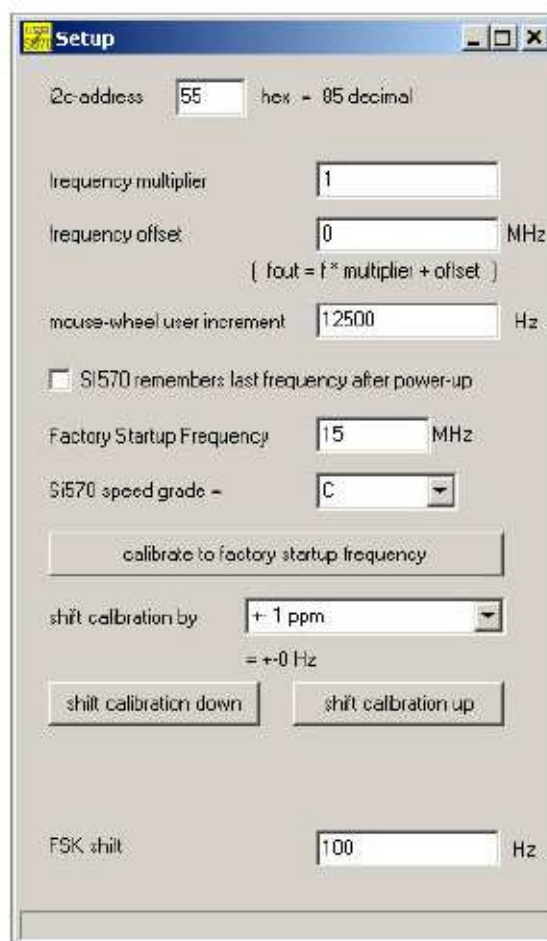 Setup
i2c-address 55 hex = 85 decimal
frequency multiplier 1
frequency offset 0 MHz
( fout = f * multiplier + offset )
mouse-wheel user increment 12500 Hz
SI570 remembers last frequency after power-up
Factory Startup Frequency 15 MHz
Si570 speed grade = C
calibrate to factory startup frequency
shift calibration by +- 1 ppm
= +-0 Hz
shift calibration down shift calibration up
FSK shift 100 Hz